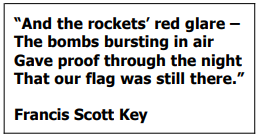 “And the rockets’ red glare –
The bombs bursting in air
Gave proof through the night
That our flag was still there.”
Francis Scott Key